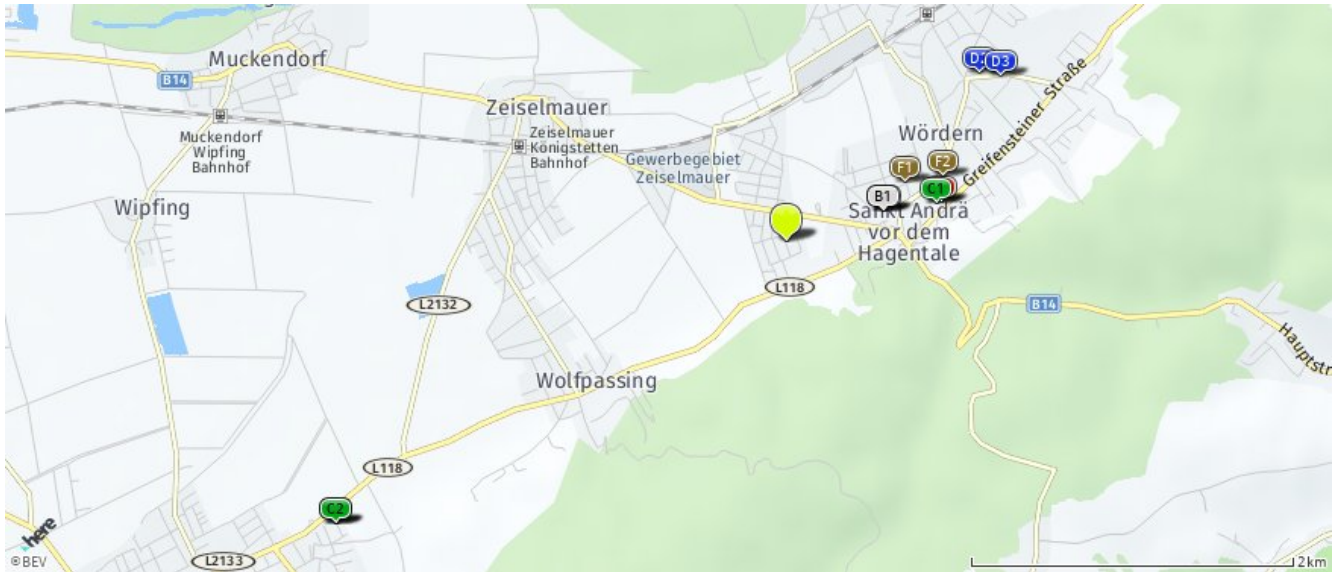 Muckendorf
B14
Muckendorf
Wipfing
Bahnhof
Zeiselmauer
Zeiselmauer
Königstetten
Bahnhof
Gewerbegebiet
Zeiselmauer
D3
Wördern
Greifensteiner Straße
F1
F2
B1
C1
Wipfing
Sankt Andrä
vor dem
Hagentale
L118
L2132
B14
Wolfpassing
L118
C2
here
L2133
©BEV
2km